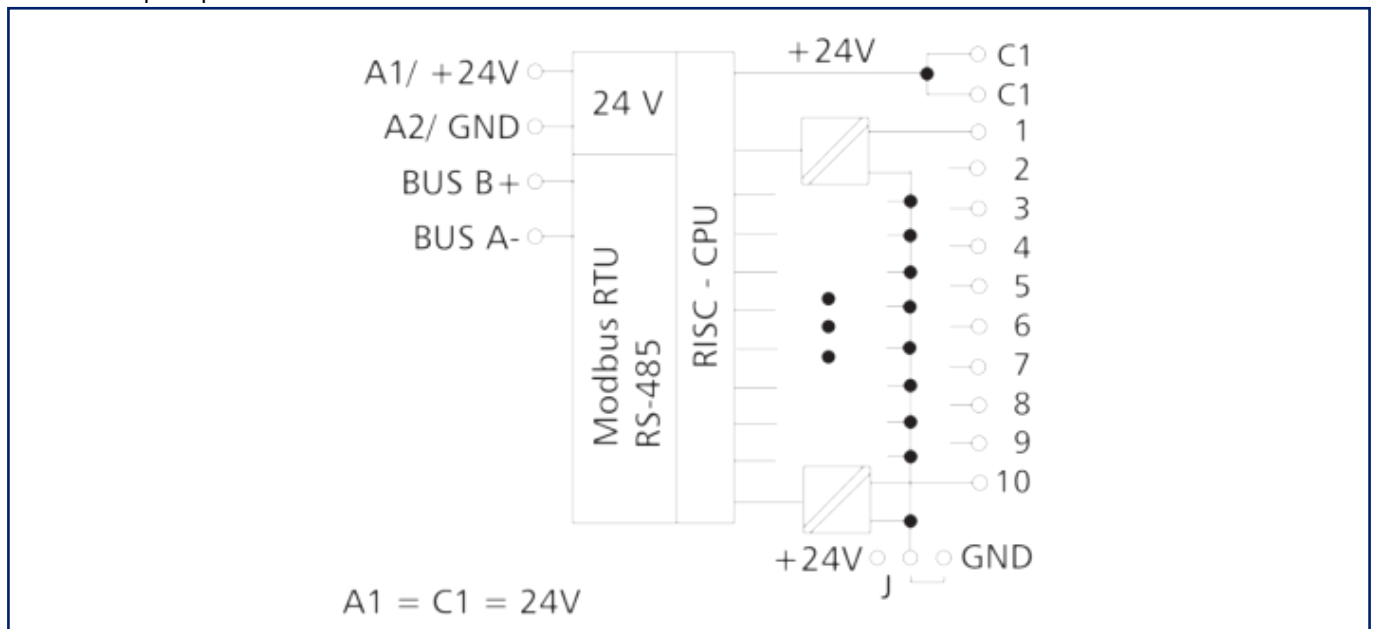 A1/ +24V
A2/ GND
BUS B+
BUS A-
24 V
Modbus RTU
RS-485
RISC - CPU
+24V
C1
C1
1
2
3
4
5
6
7
8
9
10
+24V
J
GND
A1 = C1 = 24V